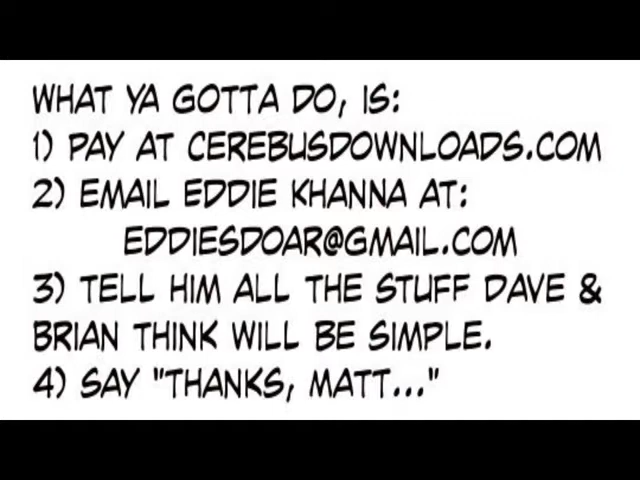 WHAT YA GOTTA DO, IS:
1) PAY AT CEREBUSDOWNLOADS.COM
2) EMAIL EDDIE KHANNA AT:
EDDIESDOAR@GMAIL.COM
3) TELL HIM ALL THE STUFF DAVE &
BRIAN THINK WILL BE SIMPLE.
4) SAY "THANKS, MATT..."